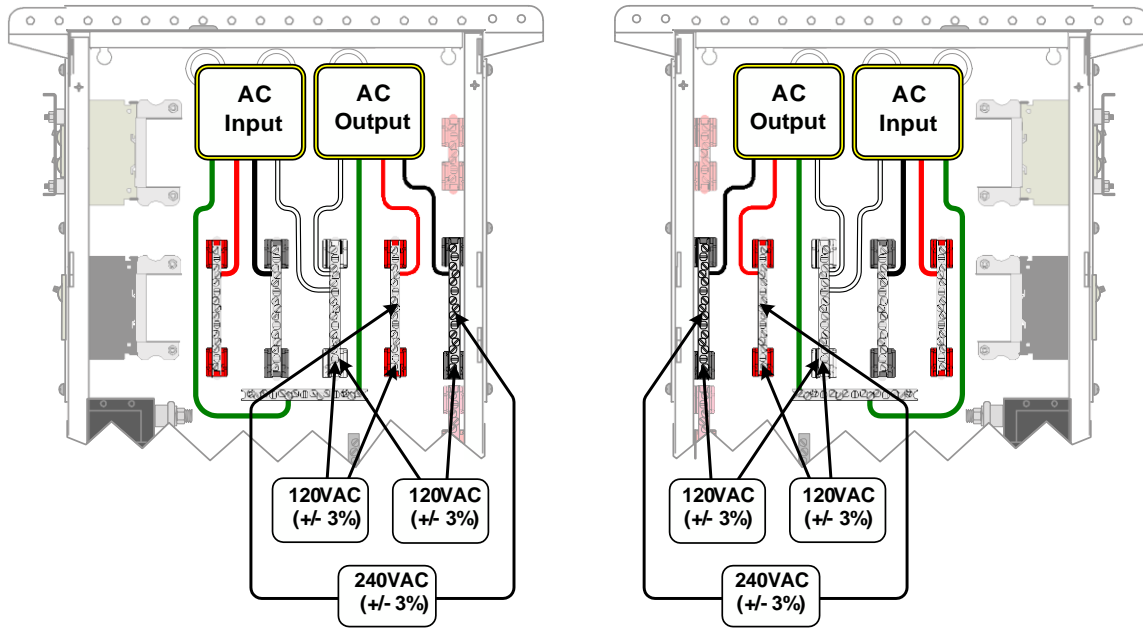 AC
Input
AC
Output
AC
Output
AC
Input
120VAC
(+/- 3%)
120VAC
(+/- 3%)
120VAC
(+/- 3%)
120VAC
(+/- 3%)
240VAC
(+/- 3%)
240VAC
(+/- 3%)